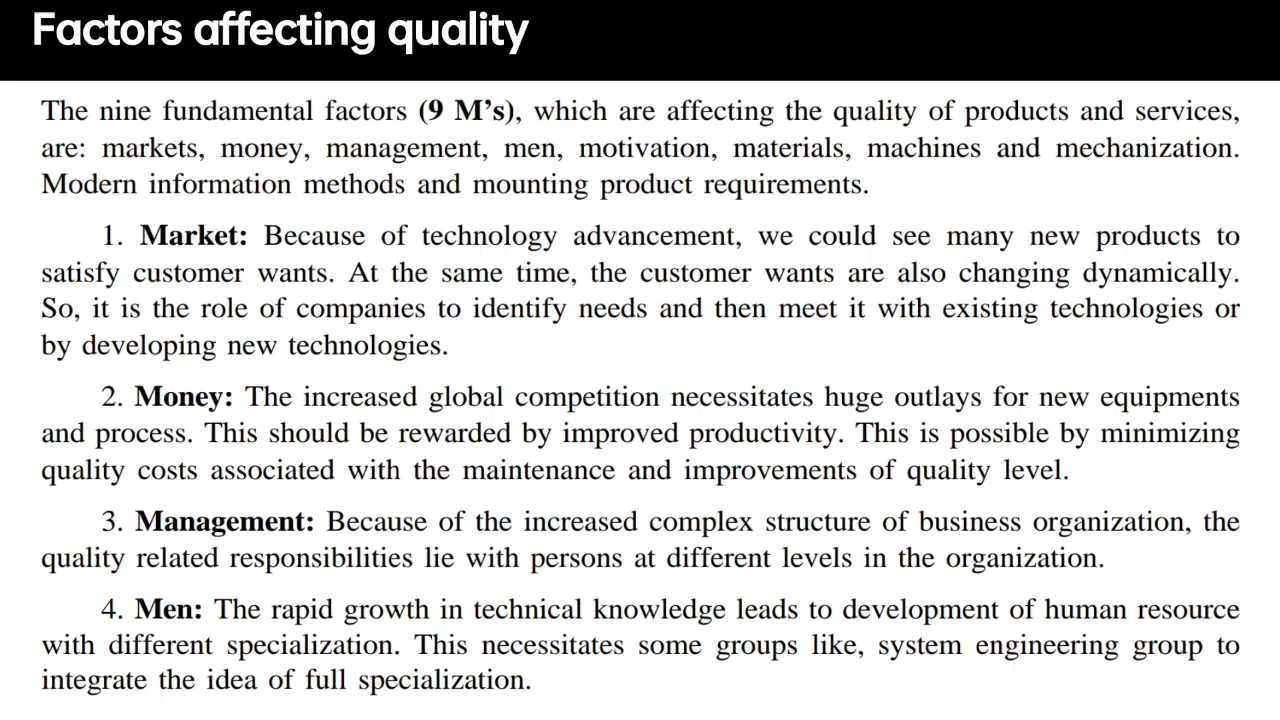 Factors affecting quality
The nine fundamental factors (9 M’s), which are affecting the quality of products and services,
are: markets, money, management, men, motivation, materials, machines and mechanization.
Modern information methods and mounting product requirements.
1. Market: Because of technology advancement, we could see many new products to
satisfy customer wants. At the same time, the customer wants are also changing dynamically.
So, it is the role of companies to identify needs and then meet it with existing technologies or
by developing new technologies.
2. Money: The increased global competition necessitates huge outlays for new equipments
and process. This should be rewarded by improved productivity. This is possible by minimizing
quality costs associated with the maintenance and improvements of quality level.
3. Management: Because of the increased complex structure of business organization, the
quality related responsibilities lie with persons at different levels in the organization.
4. Men: The rapid growth in technical knowledge leads to development of human resource
with different specialization. This necessitates some groups like, system engineering group to
integrate the idea of full specialization.